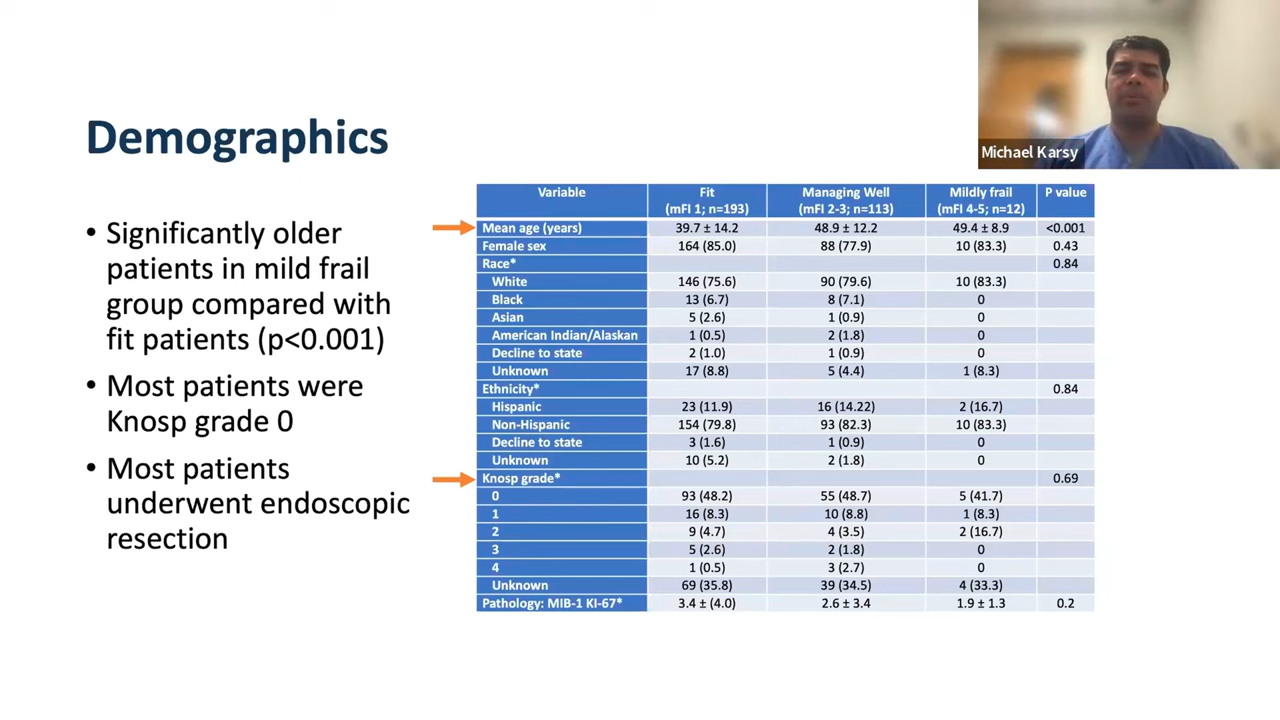 Michael Karsy
Demographics
• Significantly older
patients in mild frail
group compared with
fit patients (p<0.001)
• Most patients were
Knosp grade 0
• Most patients
underwent endoscopic
resection
Variable Fit Managing Well Mildly frail P value
(mFI 1; n=193) (mFI 2-3; n=113) (mFI 4-5; n=12)
Mean age (years) 39.7 ± 14.2 48.9 ± 12.2 49.4 ± 8.9 <0.001
Female sex 164 (85.0) 88 (77.9) 10 (83.3) 0.43
Race* 0.84
White 146 (75.6) 90 (79.6) 10 (83.3)
Black 13 (6.7) 8 (7.1) 0
Asian 5 (2.6) 1 (0.9) 0
American Indian/Alaskan 1 (0.5) 2 (1.8) 0
Decline to state 2 (1.0) 1 (0.9) 0
Unknown 17 (8.8) 5 (4.4) 1 (8.3)
Ethnicity* 0.84
Hispanic 23 (11.9) 16 (14.22) 2 (16.7)
Non-Hispanic 154 (79.8) 93 (82.3) 10 (83.3)
Decline to state 3 (1.6) 1 (0.9) 0
Unknown 10 (5.2) 2 (1.8) 0
Knosp grade* 0.69
0 93 (48.2) 55 (48.7) 5 (41.7)
1 16 (8.3) 10 (8.8) 1 (8.3)
2 9 (4.7) 4 (3.5) 2 (16.7)
3 5 (2.6) 2 (1.8) 0
4 1 (0.5) 3 (2.7) 0
Unknown 69 (35.8) 39 (34.5) 4 (33.3)
Pathology: MIB-1 KI-67* 3.4 ± (4.0) 2.6 ± 3.4 1.9 ± 1.3 0.2